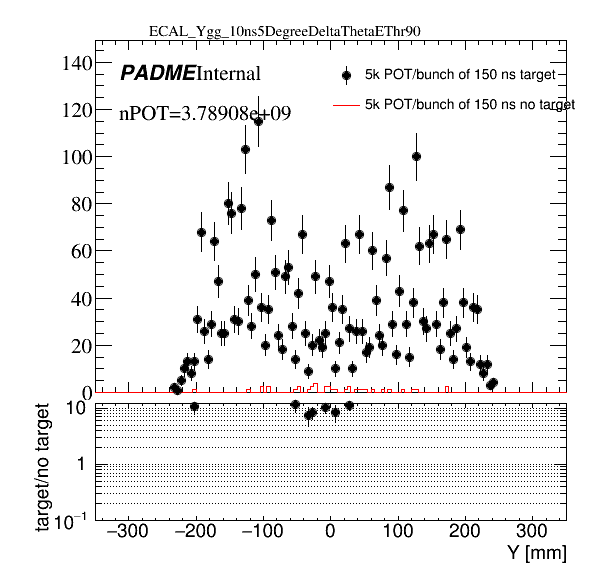 ECAL_Ygg_10ns5DegreeDeltaThetaEThr90
PADME Internal
nPOT=3.78908e+09
5k POT/bunch of 150 ns target
5k POT/bunch of 150 ns no target
140
120
100
80
60
40
20
0
target/no target
10
1
10⁻¹
−300 −200 −100 0 100 200 300
Y [mm]